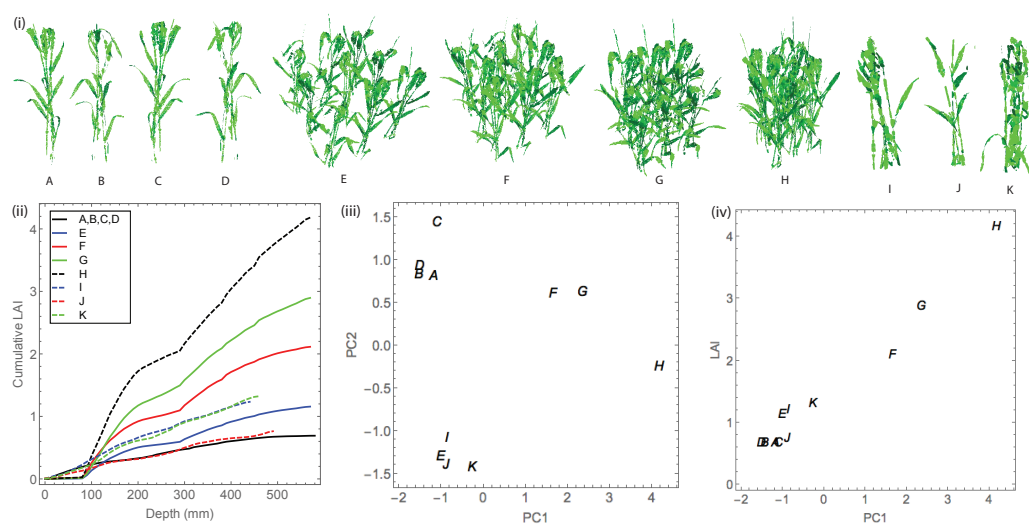 (i)
A B C D E F G H I J K
(ii)
A,B,C,D
E
F
G
H
I
J
K
Cumulative LAI
4
3
2
1
0
0 100 200 300 400 500
Depth (mm)
(iii)
PC2
1.5
1.0
0.5
0.0
−0.5
−1.0
−1.5
C
D
B A
F G
H
I
E
J K
−2 −1 0 1 2 3 4
PC1
(iv)
LAI
4
3
2
1
0
H
G
F
K
E I
D B A C J
−2 −1 0 1 2 3 4
PC1